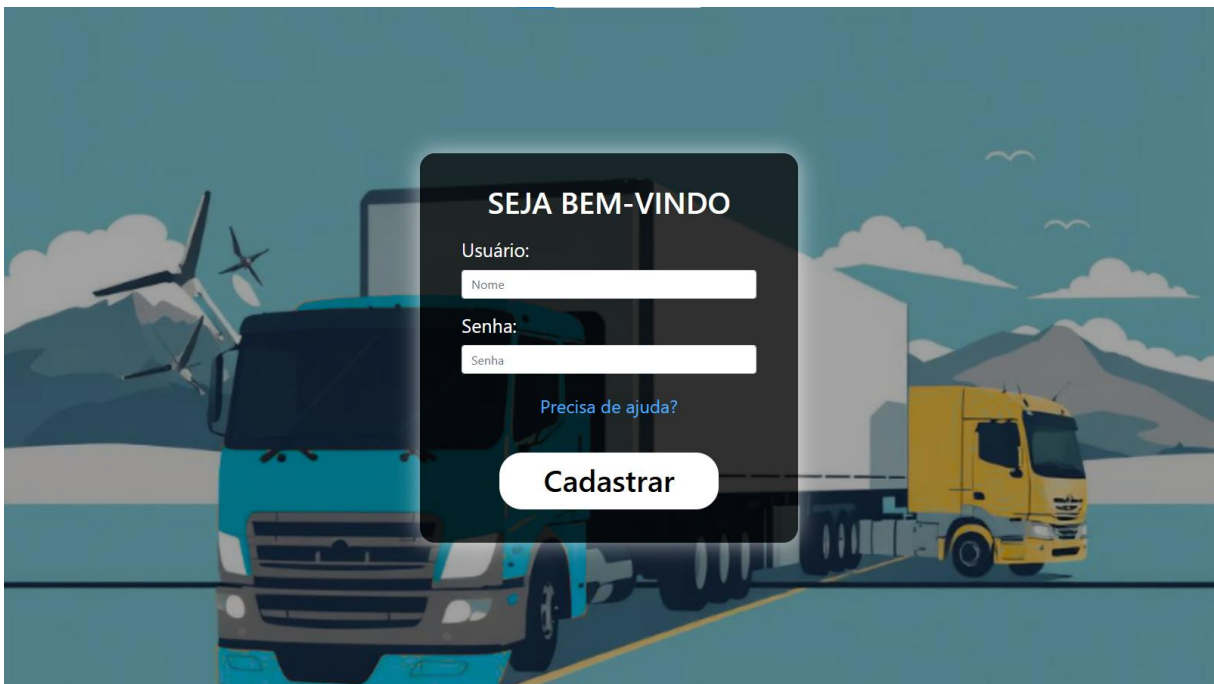 SEJA BEM-VINDO
Usuário:
Nome
Senha:
Senha
Precisa de ajuda?
Cadastrar